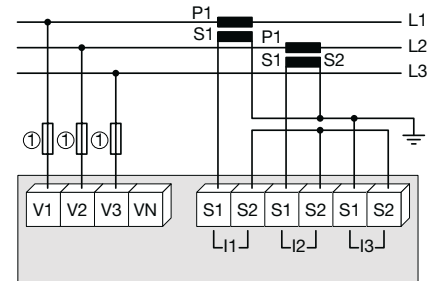 P1 L1
S1 P1 L2
S1 S2 L3
① ① ①
V1 V2 V3 VN S1 S2 S1 S2 S1 S2
I1 I2 I3